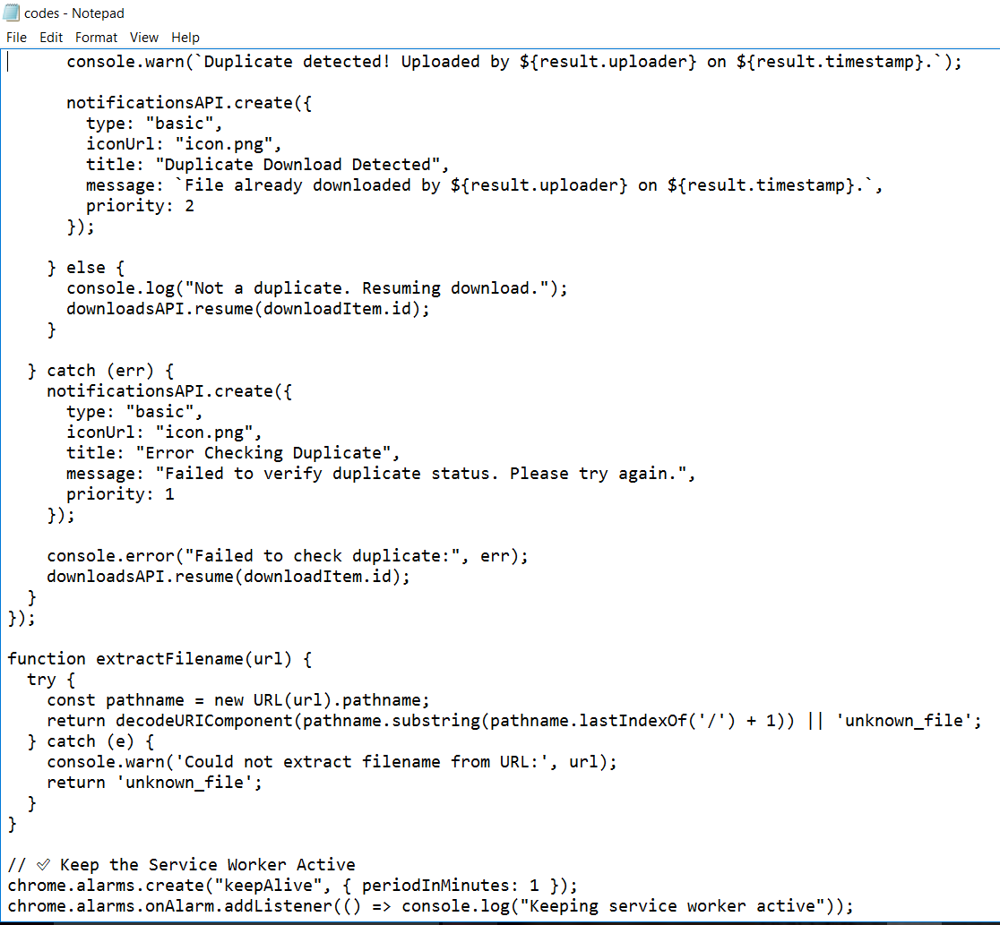 codes - Notepad
File Edit Format View Help
console.warn(`Duplicate detected! Uploaded by ${result.uploader} on ${result.timestamp}.`);
notificationsAPI.create({
type: "basic",
iconUrl: "icon.png",
title: "Duplicate Download Detected",
message: `File already downloaded by ${result.uploader} on ${result.timestamp}.`,
priority: 2
});
} else {
console.log("Not a duplicate. Resuming download.");
downloadsAPI.resume(downloadItem.id);
}
} catch (err) {
notificationsAPI.create({
type: "basic",
iconUrl: "icon.png",
title: "Error Checking Duplicate",
message: "Failed to verify duplicate status. Please try again.",
priority: 1
});
console.error("Failed to check duplicate:", err);
downloadsAPI.resume(downloadItem.id);
}
});
function extractFilename(url) {
try {
const pathname = new URL(url).pathname;
return decodeURIComponent(pathname.substring(pathname.lastIndexOf('/') + 1)) || 'unknown_file';
} catch (e) {
console.warn('Could not extract filename from URL:', url);
return 'unknown_file';
}
}
// ✅ Keep the Service Worker Active
chrome.alarms.create("keepAlive", { periodInMinutes: 1 });
chrome.alarms.onAlarm.addListener(() => console.log("Keeping service worker active"));